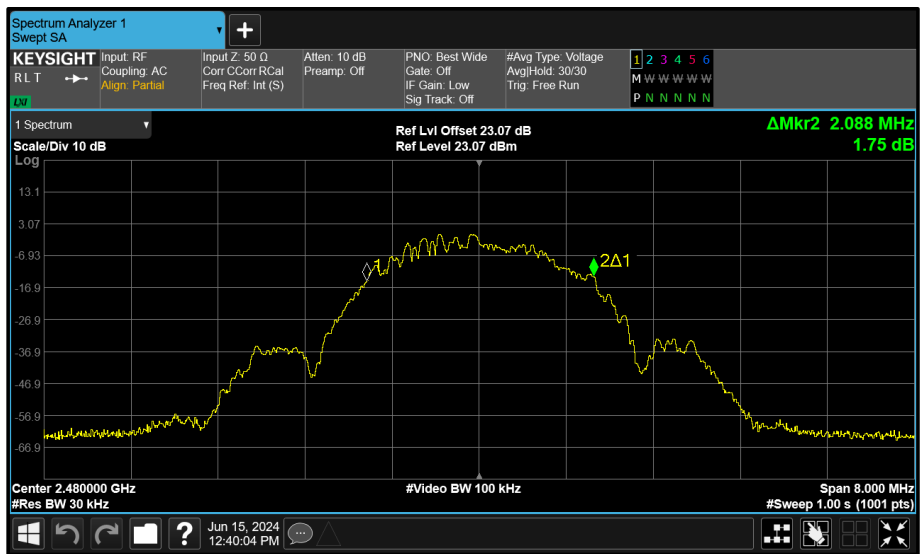 Spectrum Analyzer 1
Swept SA
▼
+
KEYSIGHT
R L T
LXI
Input: RF
Coupling: AC
Align: Partial
Input Z: 50 Ω
Corr CCorr RCal
Freq Ref: Int (S)
Atten: 10 dB
Preamp: Off
PNO: Best Wide
Gate: Off
IF Gain: Low
Sig Track: Off
#Avg Type: Voltage
Avg|Hold: 30/30
Trig: Free Run
1 2 3 4 5 6
M W W W W W
P N N N N N
1 Spectrum ▼
Scale/Div 10 dB
Ref Lvl Offset 23.07 dB
Ref Level 23.07 dBm
ΔMkr2 2.088 MHz
1.75 dB
Log
13.1
3.07
-6.93
-16.9
-26.9
-36.9
-46.9
-56.9
-66.9
1
2Δ1
Center 2.480000 GHz
#Res BW 30 kHz
#Video BW 100 kHz
Span 8.000 MHz
#Sweep 1.00 s (1001 pts)
?
Jun 15, 2024
12:40:04 PM